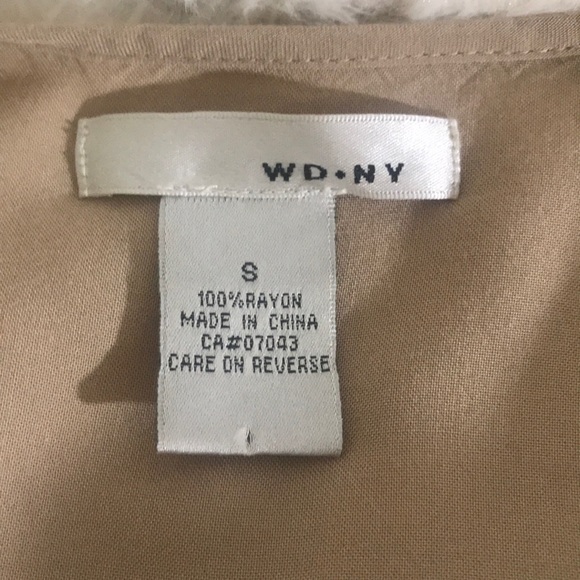 WD•NY
S
100%RAYON
MADE IN CHINA
CA#07043
CARE ON REVERSE